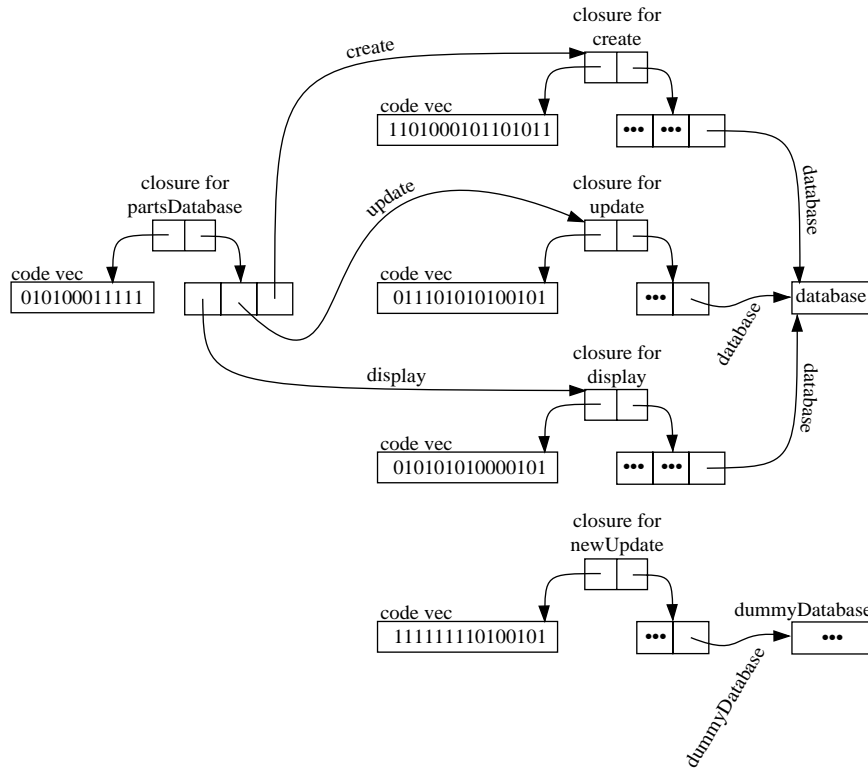 closure for
create
create
code vec
1101000101101011
••• •••
database
closure for
partsDatabase
update
closure for
update
code vec
010100011111
code vec
011101010100101
•••
database
database
closure for
display
display
database
code vec
010101010000101
••• •••
closure for
newUpdate
code vec
111111110100101
•••
dummyDatabase
•••
dummyDatabase